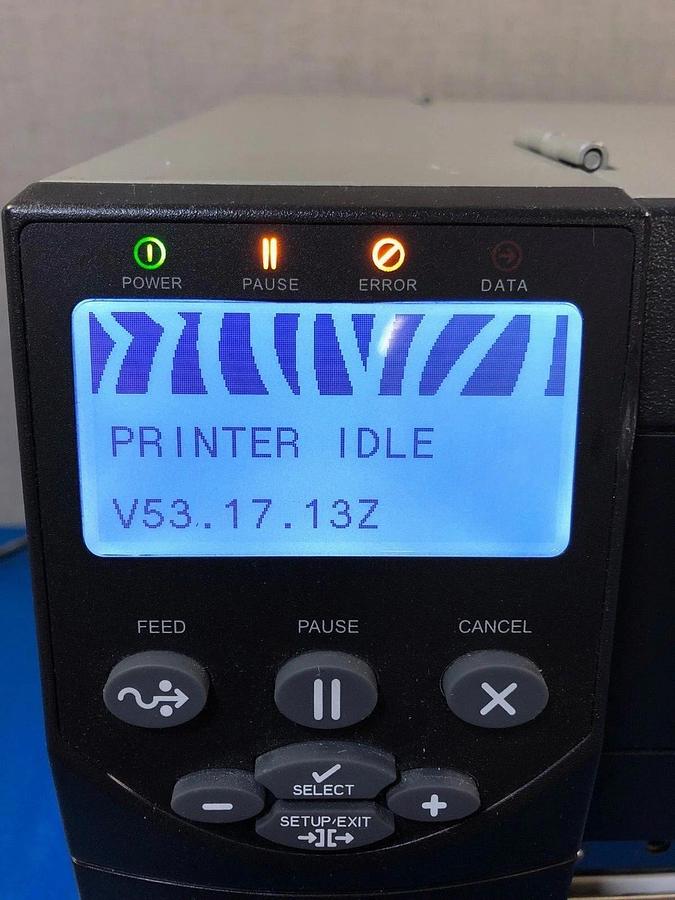 POWER PAUSE ERROR DATA
PRINTER IDLE
V53.17.13Z
FEED PAUSE CANCEL
SELECT
SETUP/EXIT